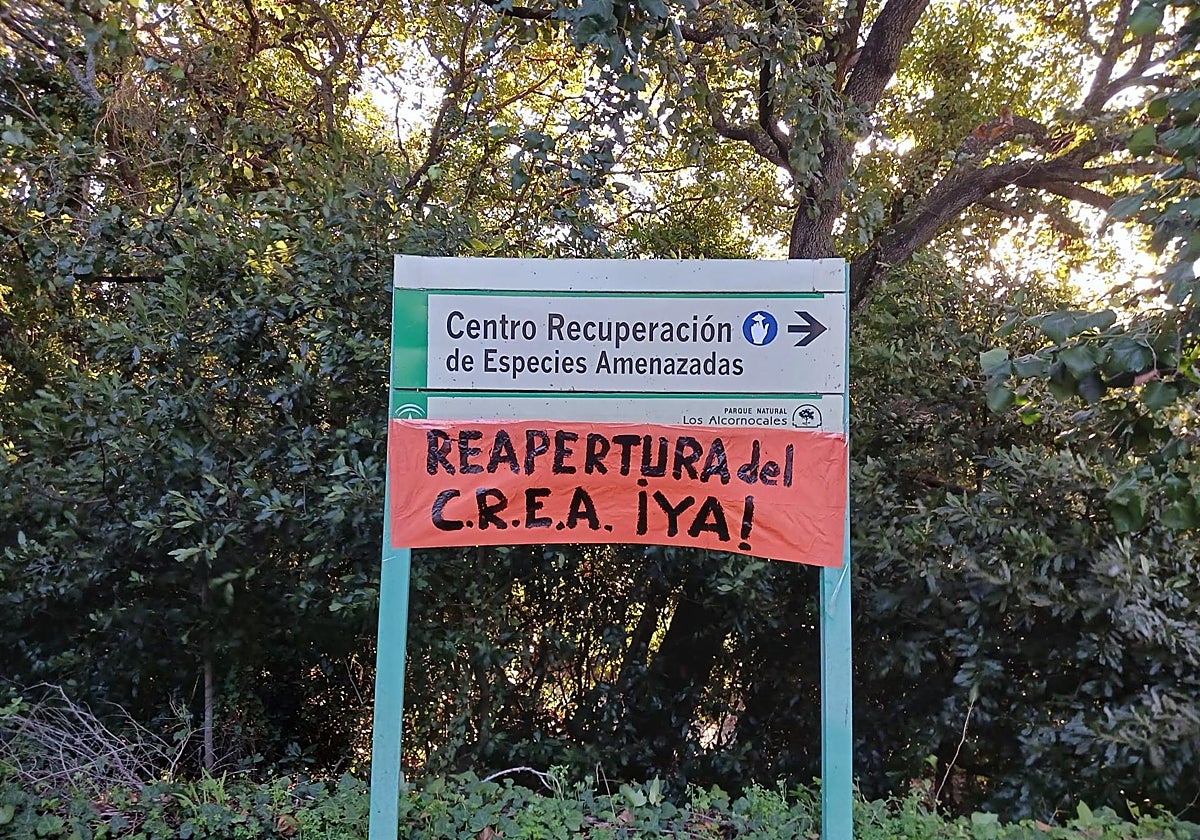 Centro Recuperación
de Especies Amenazadas
PARQUE NATURAL
Los Alcornocales
REAPERTURA del
C.R.E.A. ¡YA!